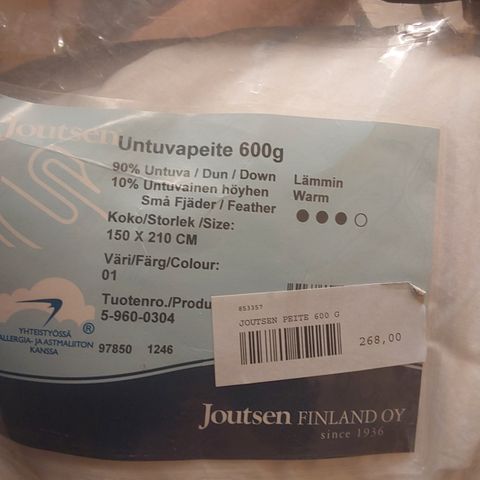 Joutsen
Untuvapeite 600g
90% Untuva / Dun / Down
10% Untuvainen höyhen
Små Fjäder / Feather
Lämmin
Warm
Koko/Storlek /Size:
150 X 210 CM
Väri/Färg/Colour:
01
Tuotenro./Produ
5-960-0304
YHTEISTYÖSSÄ
ALLERGIA- JA ASTMALIITON
KANSSA
®
97850 1246
853357
JOUTSEN PEITE 600 G
268,00
Joutsen FINLAND OY
since 1936